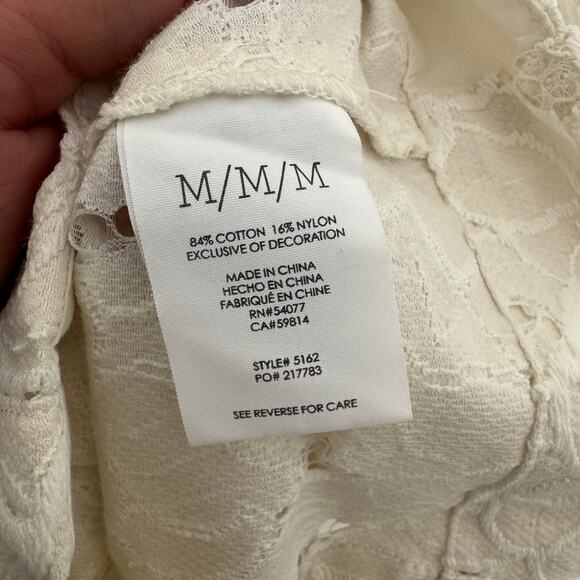 M/M/M
84% COTTON 16% NYLON
EXCLUSIVE OF DECORATION
MADE IN CHINA
HECHO EN CHINA
FABRIQUÉ EN CHINE
RN#54077
CA#59814
STYLE# 5162
PO# 217783
SEE REVERSE FOR CARE